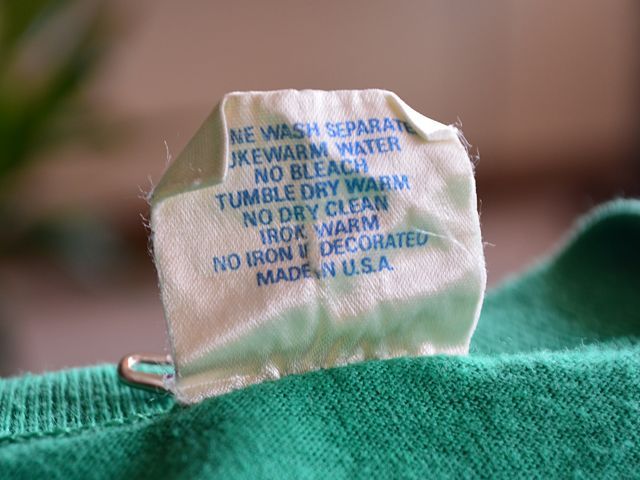 NE WASH SEPARATE
UKEWARM WATER
NO BLEACH
TUMBLE DRY WARM
NO DRY CLEAN
IRON WARM
NO IRON IF DECORATED
MADE IN U.S.A.